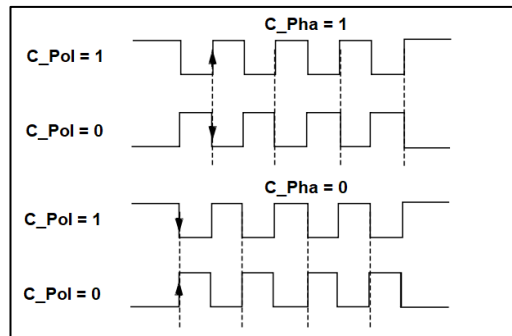 C_Pha = 1
C_Pol = 1
C_Pol = 0
C_Pha = 0
C_Pol = 1
C_Pol = 0